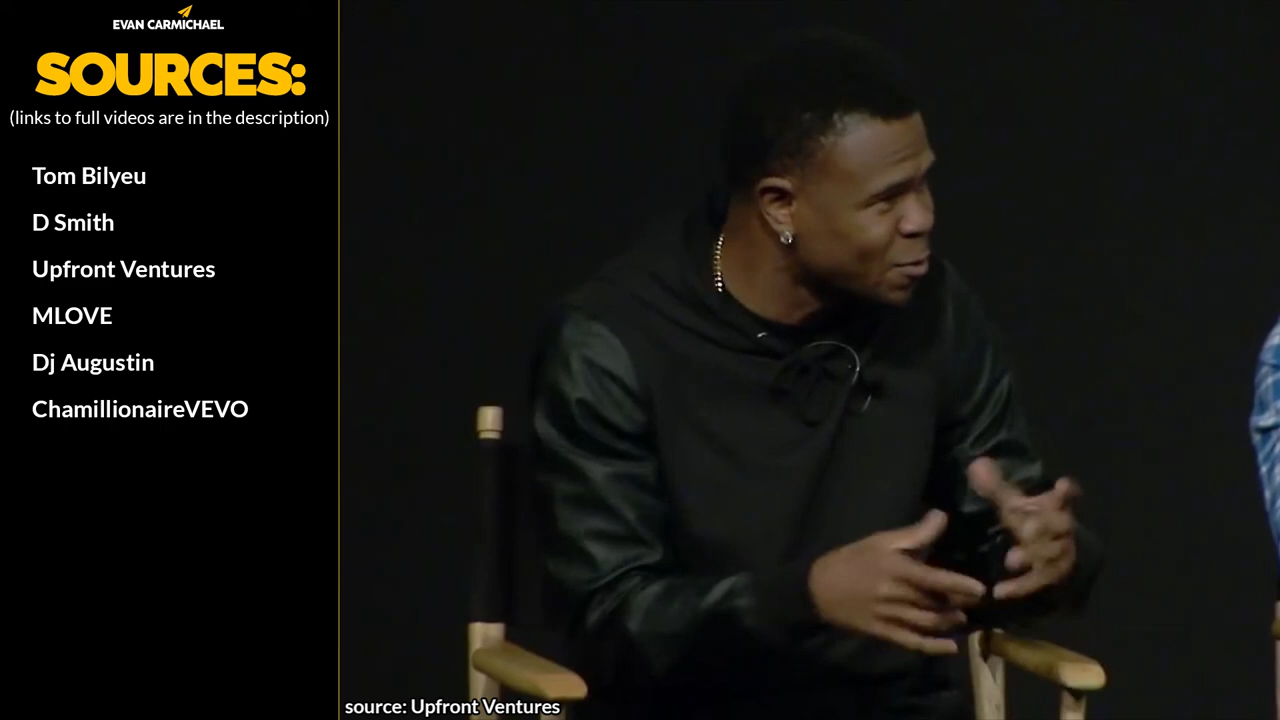 EVAN CARMICHAEL
SOURCES:
(links to full videos are in the description)
Tom Bilyeu
D Smith
Upfront Ventures
MLOVE
Dj Augustin
ChamillionaireVEVO
source: Upfront Ventures